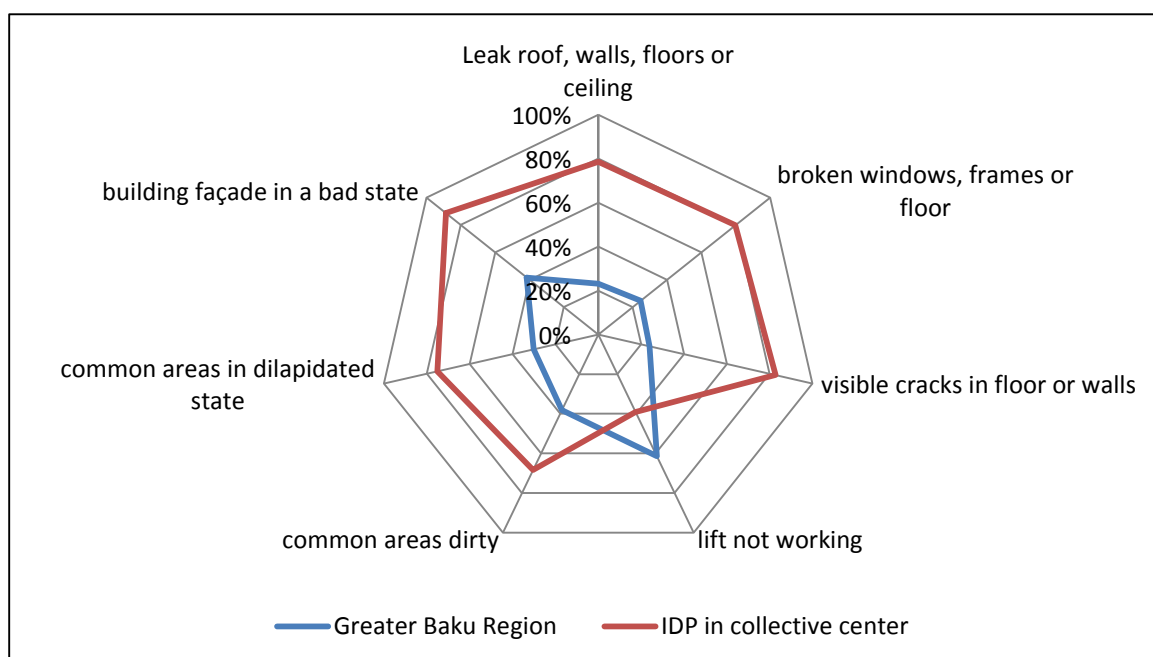 Leak roof, walls, floors or
ceiling
100%
80%
60%
40%
20%
0%
broken windows, frames or
floor
building façade in a bad state
visible cracks in floor or walls
common areas in dilapidated
state
common areas dirty
lift not working
Greater Baku Region
IDP in collective center